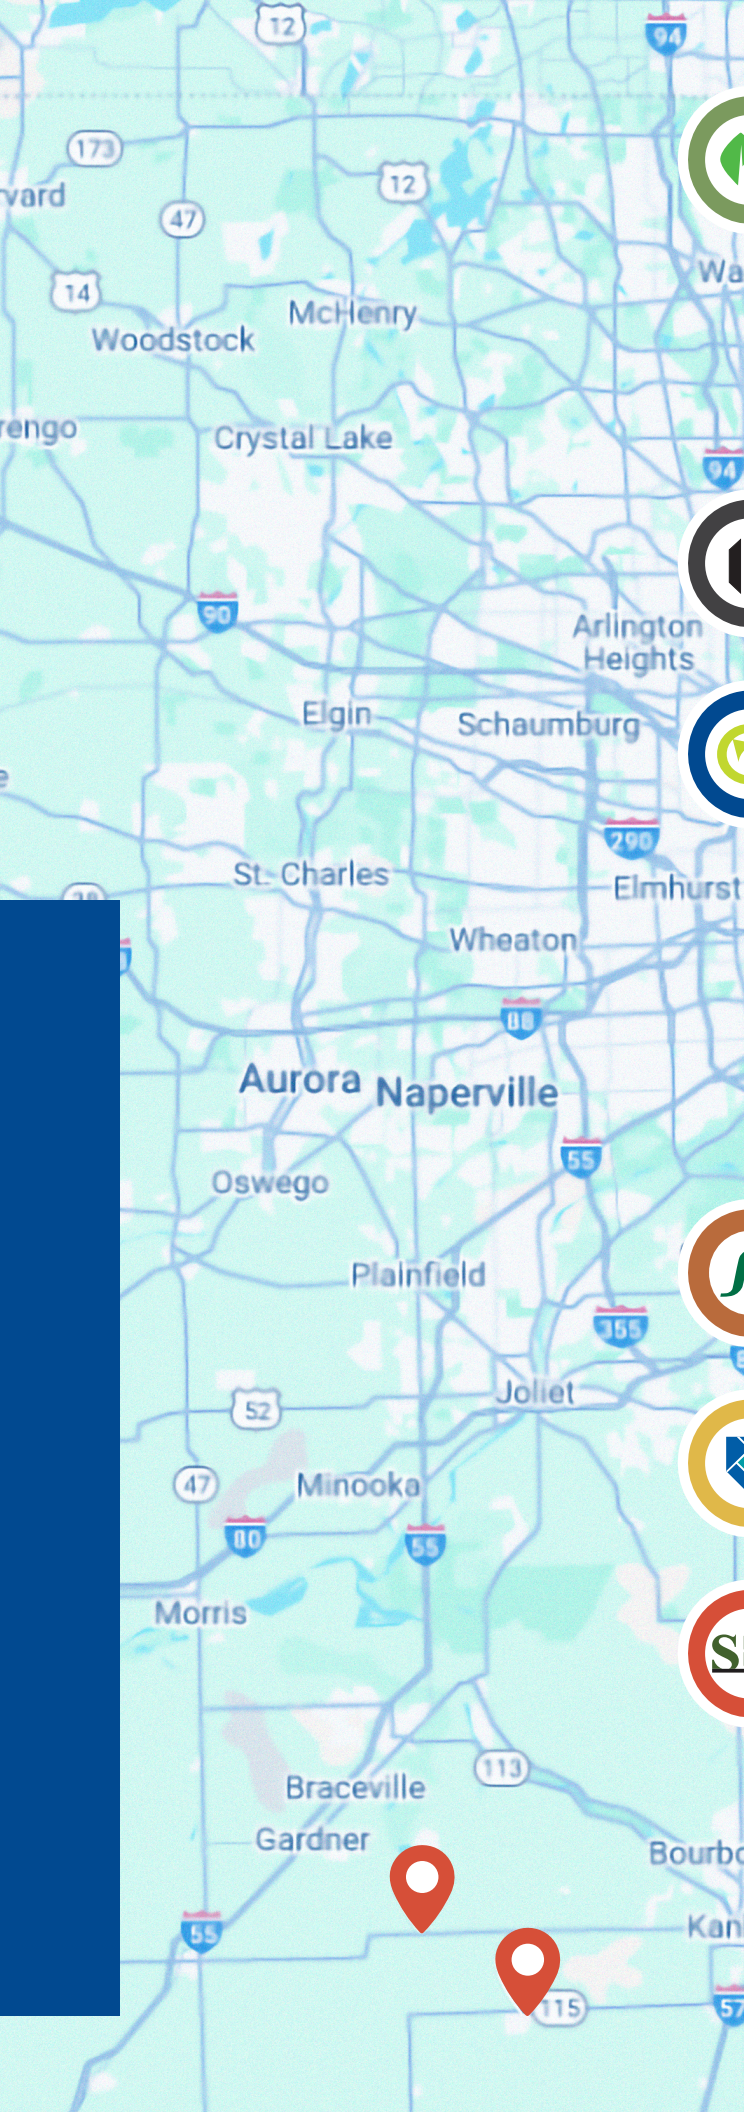 12
94
173
12
vard
47
Wa
14
McHenry
Woodstock
rengo
Crystal Lake
94
90
Arlington
Heights
Elgin
Schaumburg
e
290
St. Charles
Elmhurst
Wheaton
88
Aurora
Naperville
55
Oswego
Plainfield
355
Joliet
52
47
Minooka
80
55
Morris
S
113
Braceville
Gardner
Bourbo
Kan
55
115
57